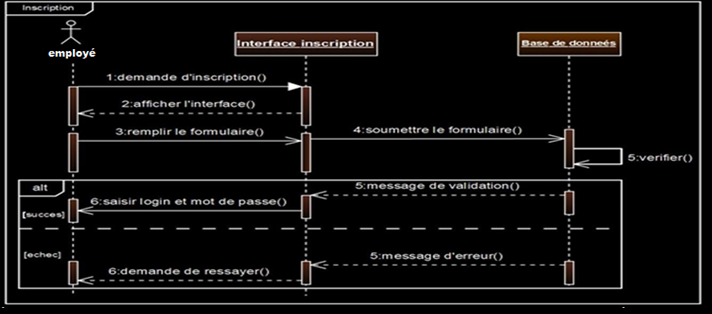 Inscription
employé
Interface inscription
Base de donneés
1:demande d'inscription()
2:afficher l'interface()
3:remplir le formulaire()
4:soumettre le formulaire()
5:verifier()
alt
5:message de validation()
6:saisir login et mot de passe()
[succes]
[echec]
5:message d'erreur()
6:demande de ressayer()